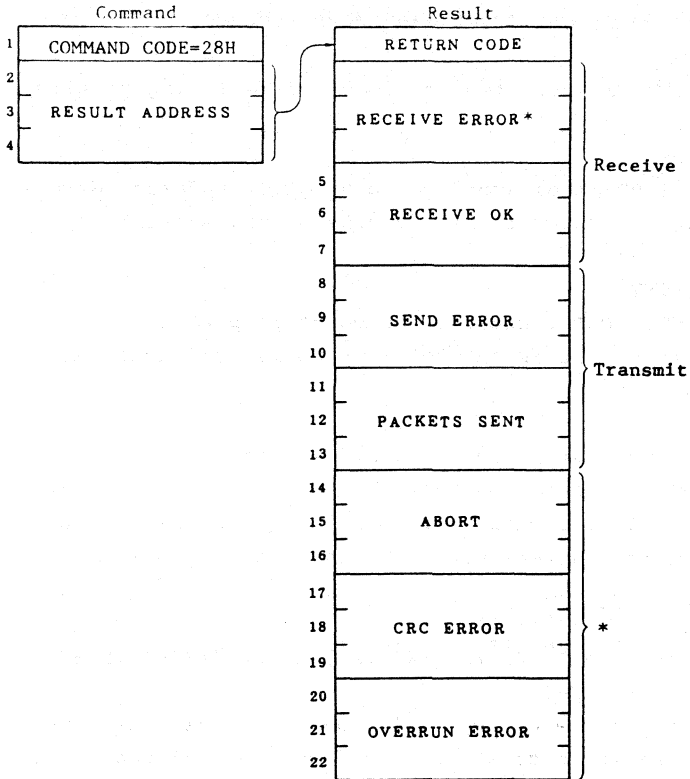 Command
Result
1 COMMAND CODE=28H
RETURN CODE
2
3 RESULT ADDRESS
4
RECEIVE ERROR*
Receive
5
6 RECEIVE OK
7
8
9 SEND ERROR
10
Transmit
11
12 PACKETS SENT
13
14
15 ABORT
16
17
18 CRC ERROR *
19
20
21 OVERRUN ERROR
22